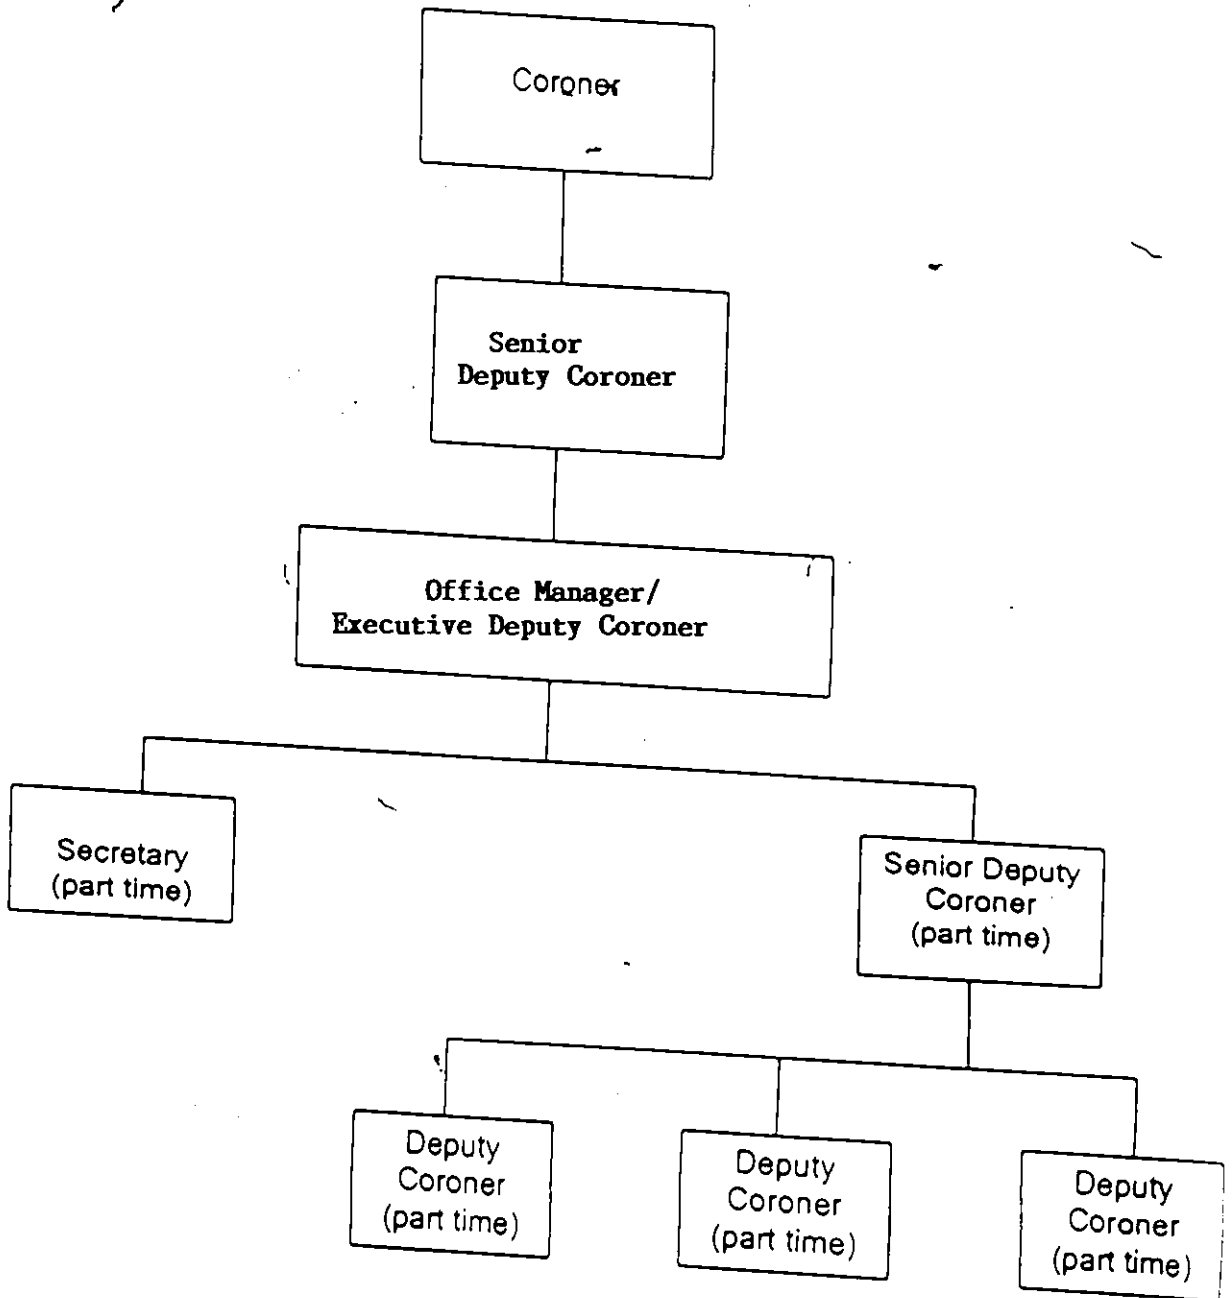 Coroner
Senior
Deputy Coroner
Office Manager/
Executive Deputy Coroner
Secretary
(part time)
Senior Deputy
Coroner
(part time)
Deputy
Coroner
(part time)
Deputy
Coroner
(part time)
Deputy
Coroner
(part time)